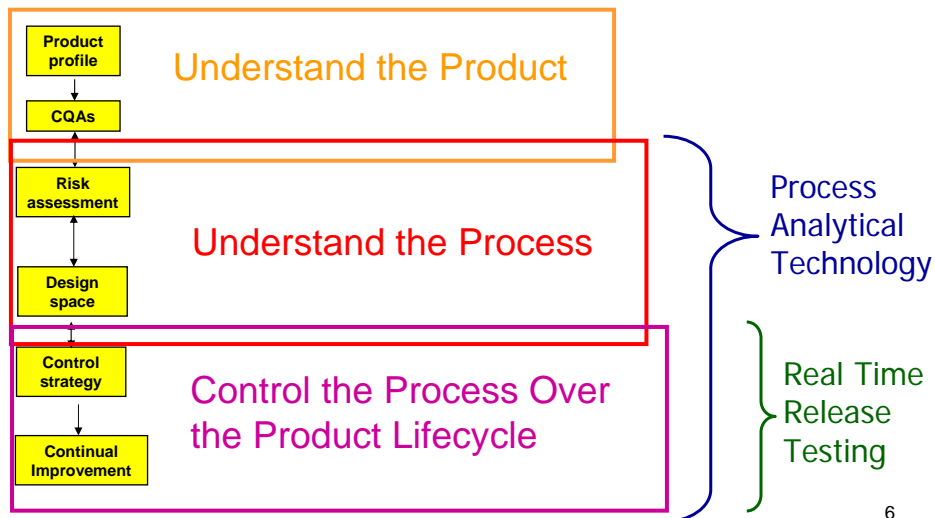 Product
profile
Understand the Product
CQAs
Risk
assessment
Understand the Process
Design
space
Control
strategy
Control the Process Over
the Product Lifecycle
Continual
Improvement
Process
Analytical
Technology
Real Time
Release
Testing
6